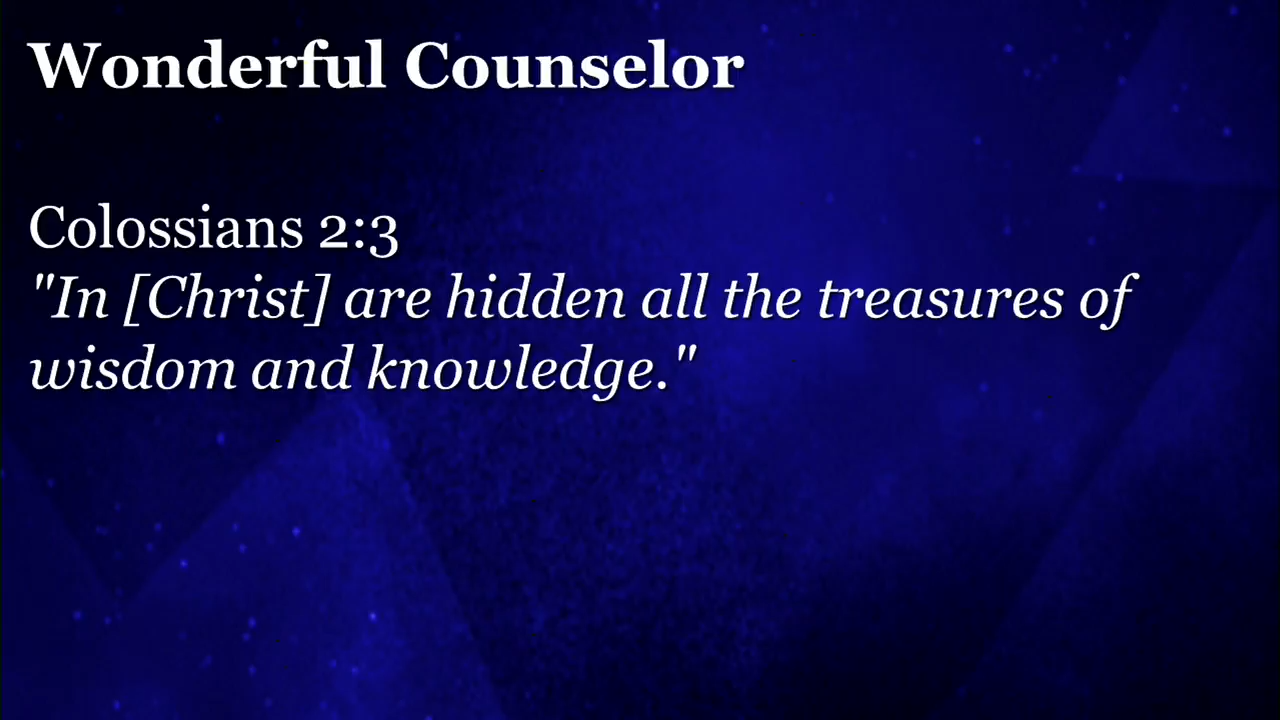 Wonderful Counselor
Colossians 2:3
"In [Christ] are hidden all the treasures of
wisdom and knowledge."